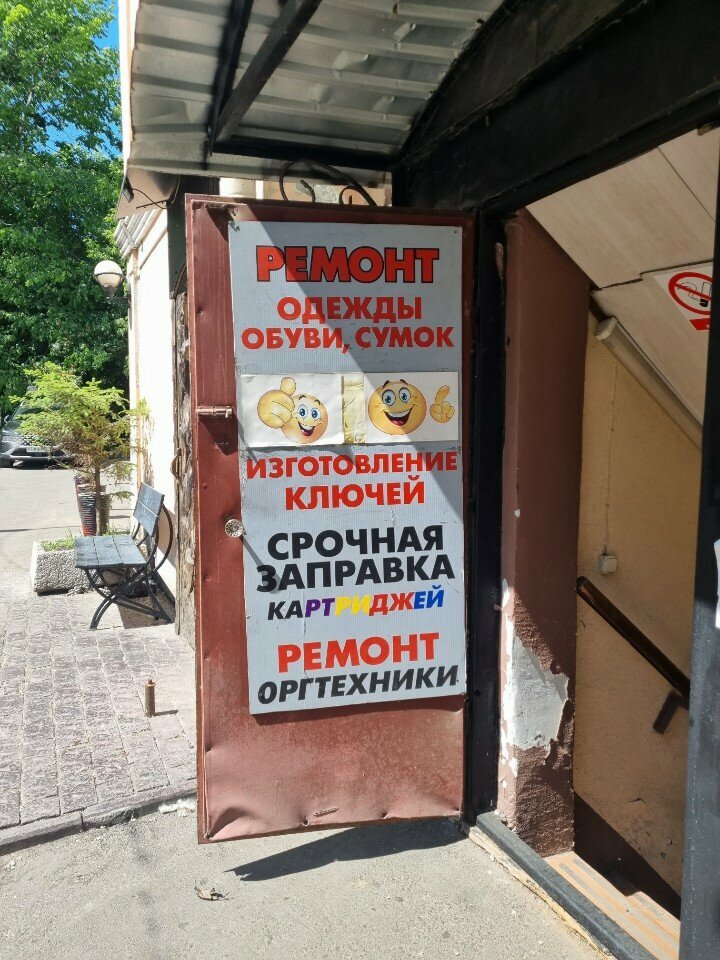 РЕМОНТ
ОДЕЖДЫ
ОБУВИ, СУМОК
ИЗГОТОВЛЕНИЕ
КЛЮЧЕЙ
СРОЧНАЯ
ЗАПРАВКА
КАРТРИДЖЕЙ
РЕМОНТ
ОРГТЕХНИКИ